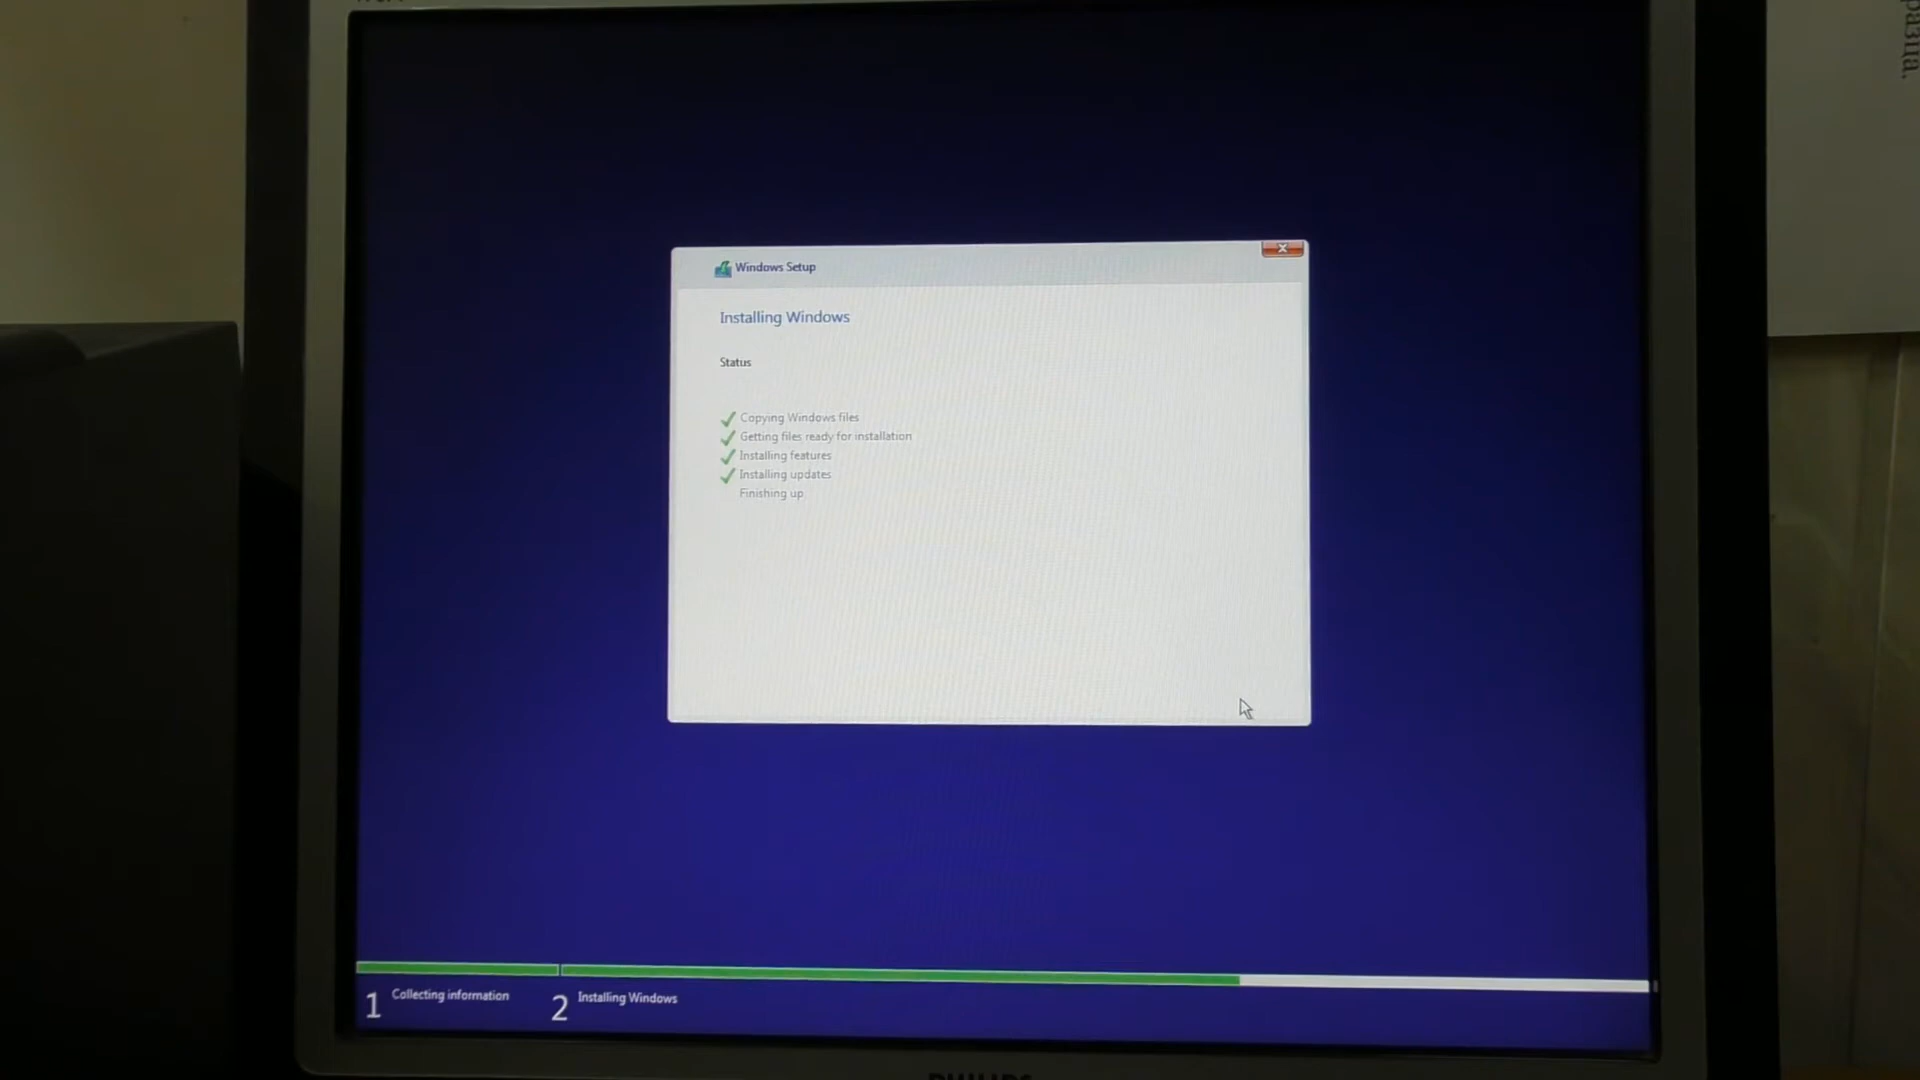 разца.
Windows Setup
Installing Windows
Status
Copying Windows files
Getting files ready for installation
Installing features
Installing updates
Finishing up
1 Collecting information
2 Installing Windows